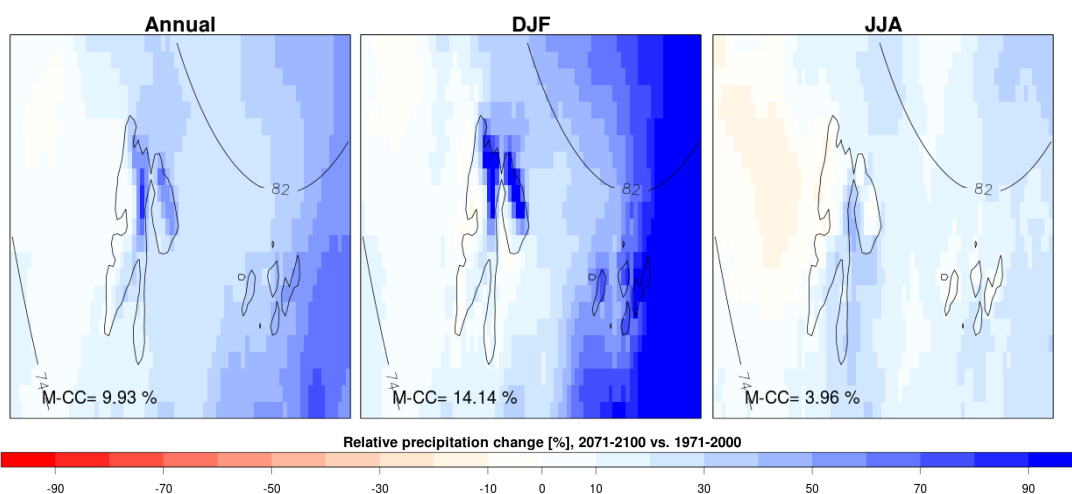 Annual DJF JJA
82 82 82
74 74 74
M-CC= 9.93 % M-CC= 14.14 % M-CC= 3.96 %
Relative precipitation change [%], 2071-2100 vs. 1971-2000
-90 -70 -50 -30 -10 0 10 30 50 70 90